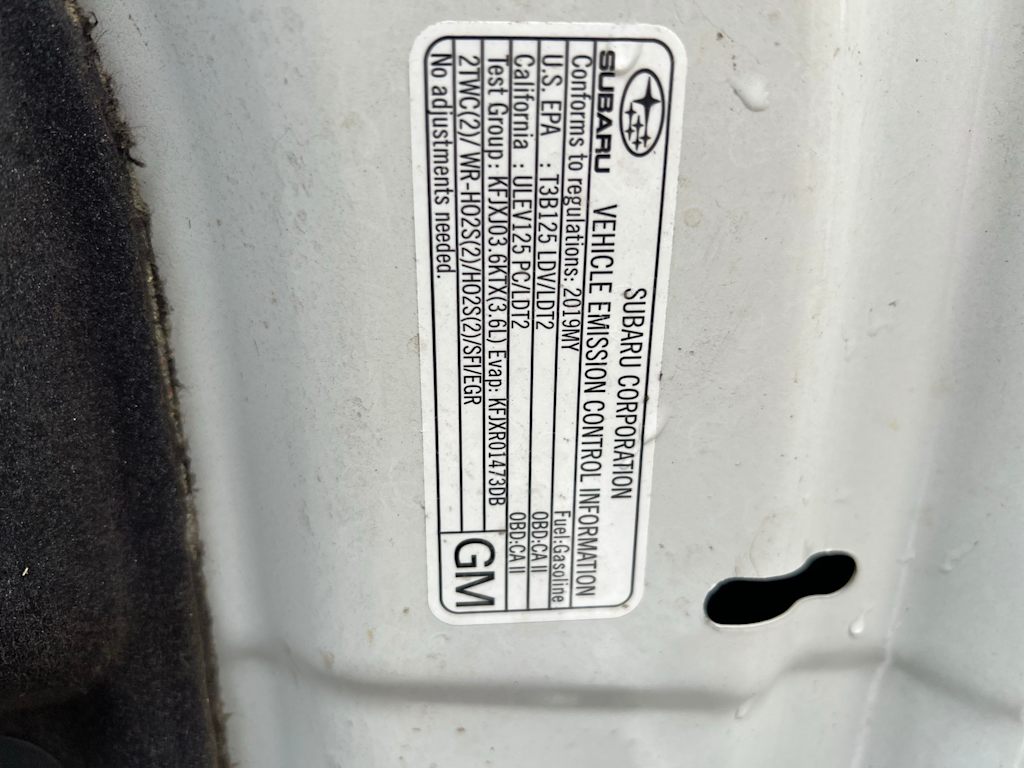 SUBARU CORPORATION
SUBARU VEHICLE EMISSION CONTROL INFORMATION
Conforms to regulations: 2019MY Fuel:Gasoline
U.S. EPA : T3B125 LDV/LDT2 OBD:CA II
California : ULEV125 PC/LDT2 OBD:CA II
Test Group: KFJXJ03.6KTX(3.6L) Evap: KFJXR01473DB
2TWC(2)/ WR-HO2S(2)/HO2S(2)/SFI/EGR
No adjustments needed.
GM